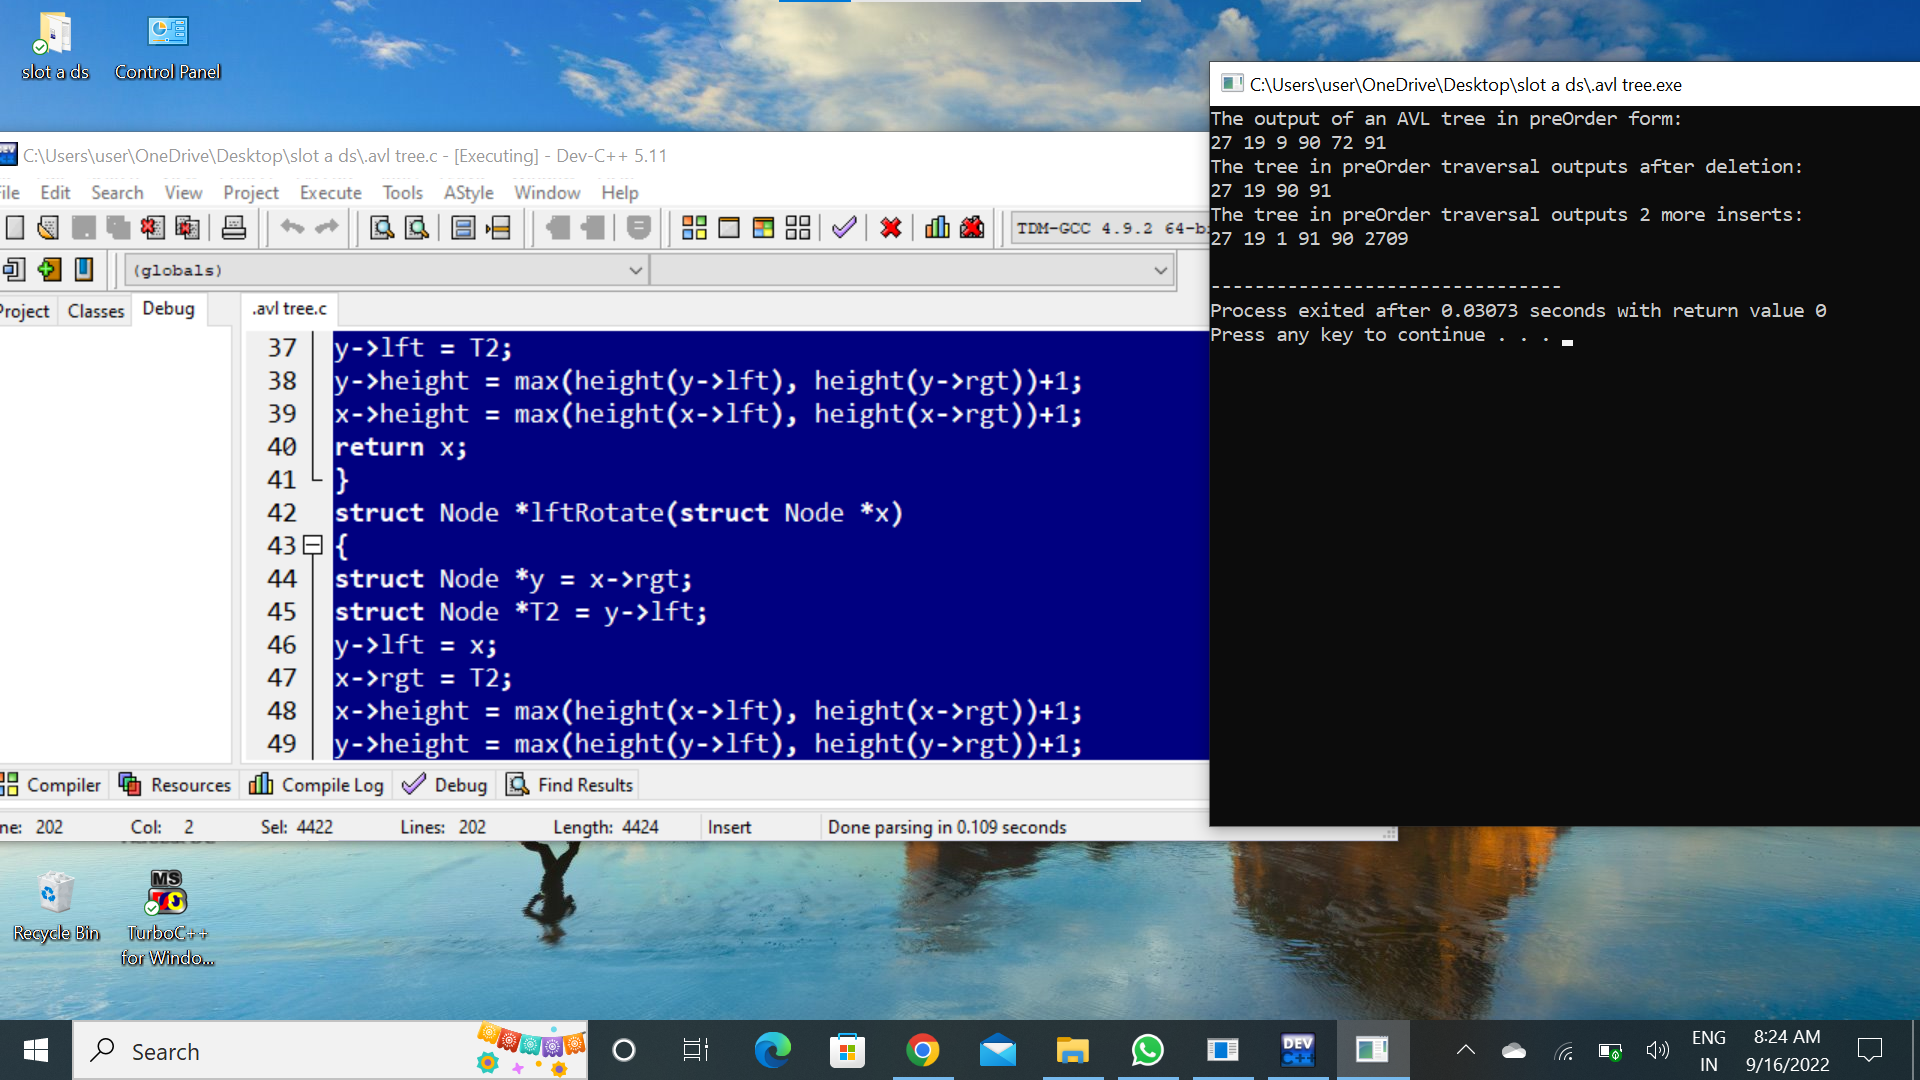 slot a ds
Control Panel
C:\Users\user\OneDrive\Desktop\slot a ds\.avl tree.exe
The output of an AVL tree in preOrder form:
27 19 9 90 72 91
The tree in preOrder traversal outputs after deletion:
27 19 90 91
The tree in preOrder traversal outputs 2 more inserts:
27 19 1 91 90 2709
--------------------------------
Process exited after 0.03073 seconds with return value 0
Press any key to continue . . .
DEV
C:\Users\user\OneDrive\Desktop\slot a ds\.avl tree.c - [Executing] - Dev-C++ 5.11
ile Edit Search View Project Execute Tools AStyle Window Help
TDM-GCC 4.9.2 64-bi
(globals)
Project Classes Debug
.avl tree.c
37 y->lft = T2;
38 y->height = max(height(y->lft), height(y->rgt))+1;
39 x->height = max(height(x->lft), height(x->rgt))+1;
40 return x;
41 }
42 struct Node *lftRotate(struct Node *x)
43 {
44 struct Node *y = x->rgt;
45 struct Node *T2 = y->lft;
46 y->lft = x;
47 x->rgt = T2;
48 x->height = max(height(x->lft), height(x->rgt))+1;
49 y->height = max(height(y->lft), height(y->rgt))+1;
Compiler Resources Compile Log Debug Find Results
ne: 202 Col: 2 Sel: 4422 Lines: 202 Length: 4424 Insert Done parsing in 0.109 seconds
Recycle Bin
MS
TC
TurboC++
for Windo...
Search
DEV
C++
ENG
IN
8:24 AM
9/16/2022